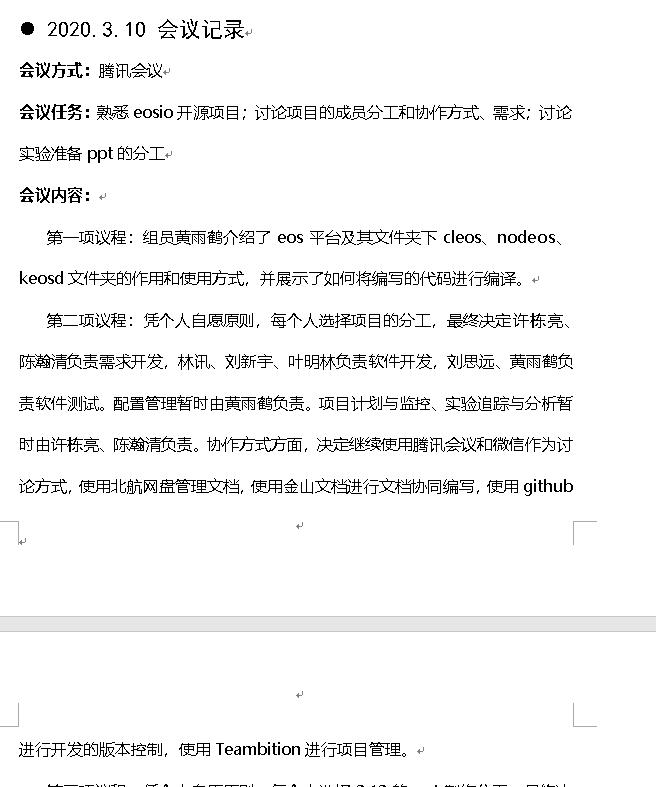 ● 2020.3.10 会议记录
会议方式：腾讯会议
会议任务：熟悉 eosio 开源项目；讨论项目的成员分工和协作方式、需求；讨论
实验准备 ppt 的分工
会议内容：
第一项议程：组员黄雨鹤介绍了 eos 平台及其文件夹下 cleos、nodeos、
keosd 文件夹的作用和使用方式，并展示了如何将编写的代码进行编译。
第二项议程：凭个人自愿原则，每个人选择项目的分工，最终决定许栋亮、
陈瀚清负责需求开发，林讯、刘新宇、叶明林负责软件开发，刘思远、黄雨鹤负
责软件测试。配置管理暂时由黄雨鹤负责。项目计划与监控、实验追踪与分析暂
时由许栋亮、陈瀚清负责。协作方式方面，决定继续使用腾讯会议和微信作为讨
论方式，使用北航网盘管理文档，使用金山文档进行文档协同编写，使用 github
进行开发的版本控制，使用 Teambition 进行项目管理。